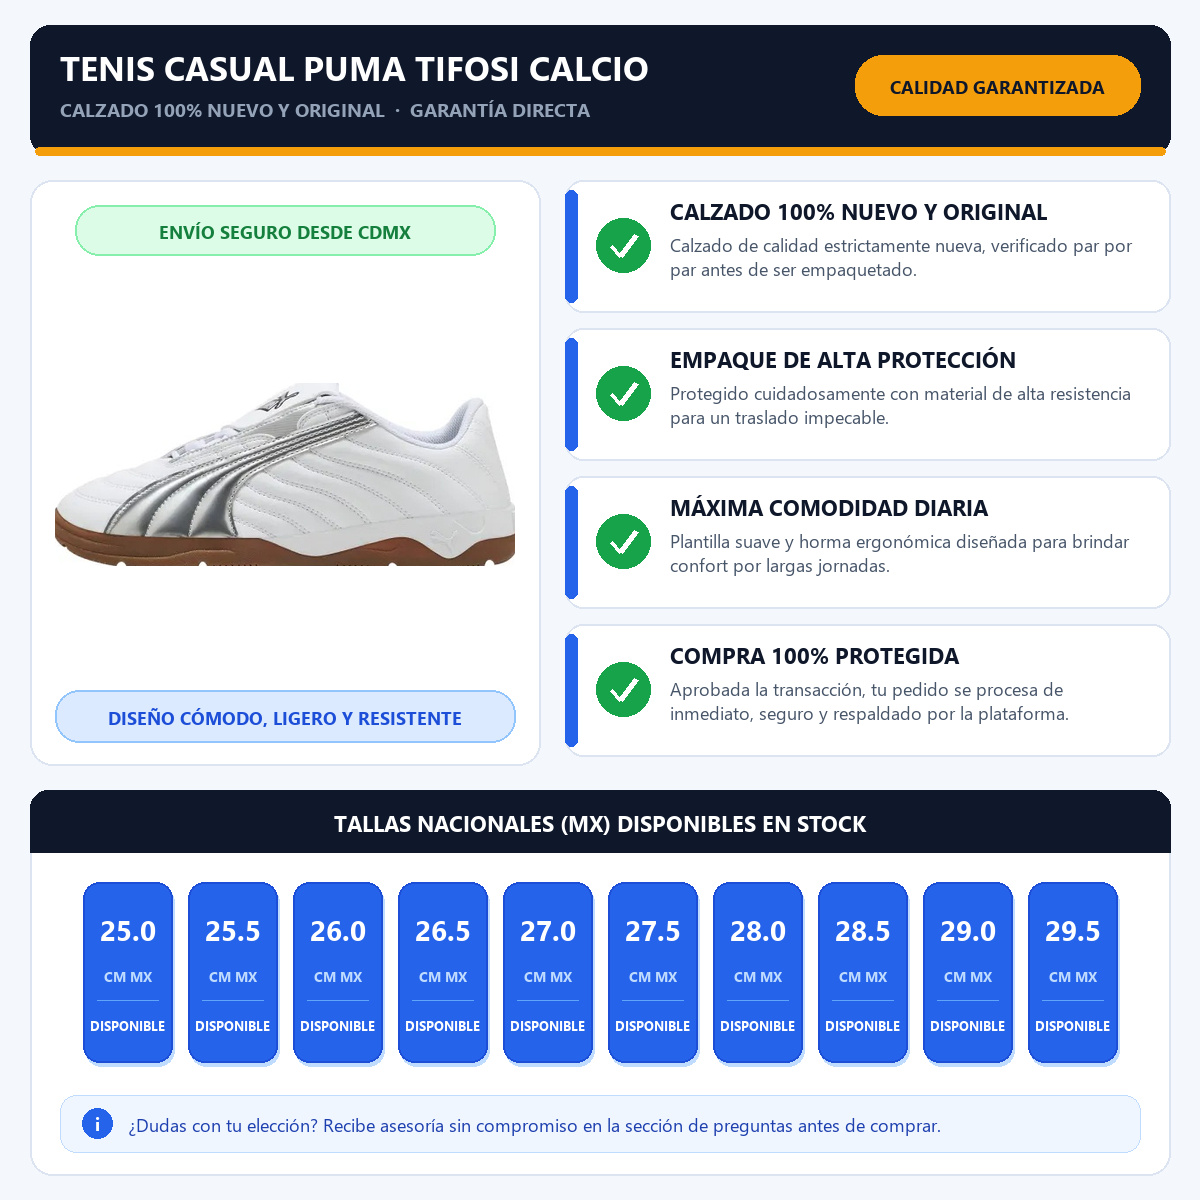 TENIS CASUAL PUMA TIFOSI CALCIO
CALZADO 100% NUEVO Y ORIGINAL · GARANTÍA DIRECTA
CALIDAD GARANTIZADA
ENVÍO SEGURO DESDE CDMX
DISEÑO CÓMODO, LIGERO Y RESISTENTE
CALZADO 100% NUEVO Y ORIGINAL
Calzado de calidad estrictamente nueva, verificado par por
par antes de ser empaquetado.
EMPAQUE DE ALTA PROTECCIÓN
Protegido cuidadosamente con material de alta resistencia
para un traslado impecable.
MÁXIMA COMODIDAD DIARIA
Plantilla suave y horma ergonómica diseñada para brindar
confort por largas jornadas.
COMPRA 100% PROTEGIDA
Aprobada la transacción, tu pedido se procesa de
inmediato, seguro y respaldado por la plataforma.
TALLAS NACIONALES (MX) DISPONIBLES EN STOCK
25.0 25.5 26.0 26.5 27.0 27.5 28.0 28.5 29.0 29.5
CM MX CM MX CM MX CM MX CM MX CM MX CM MX CM MX CM MX CM MX
DISPONIBLE DISPONIBLE DISPONIBLE DISPONIBLE DISPONIBLE DISPONIBLE DISPONIBLE DISPONIBLE DISPONIBLE DISPONIBLE
¿Dudas con tu elección? Recibe asesoría sin compromiso en la sección de preguntas antes de comprar.